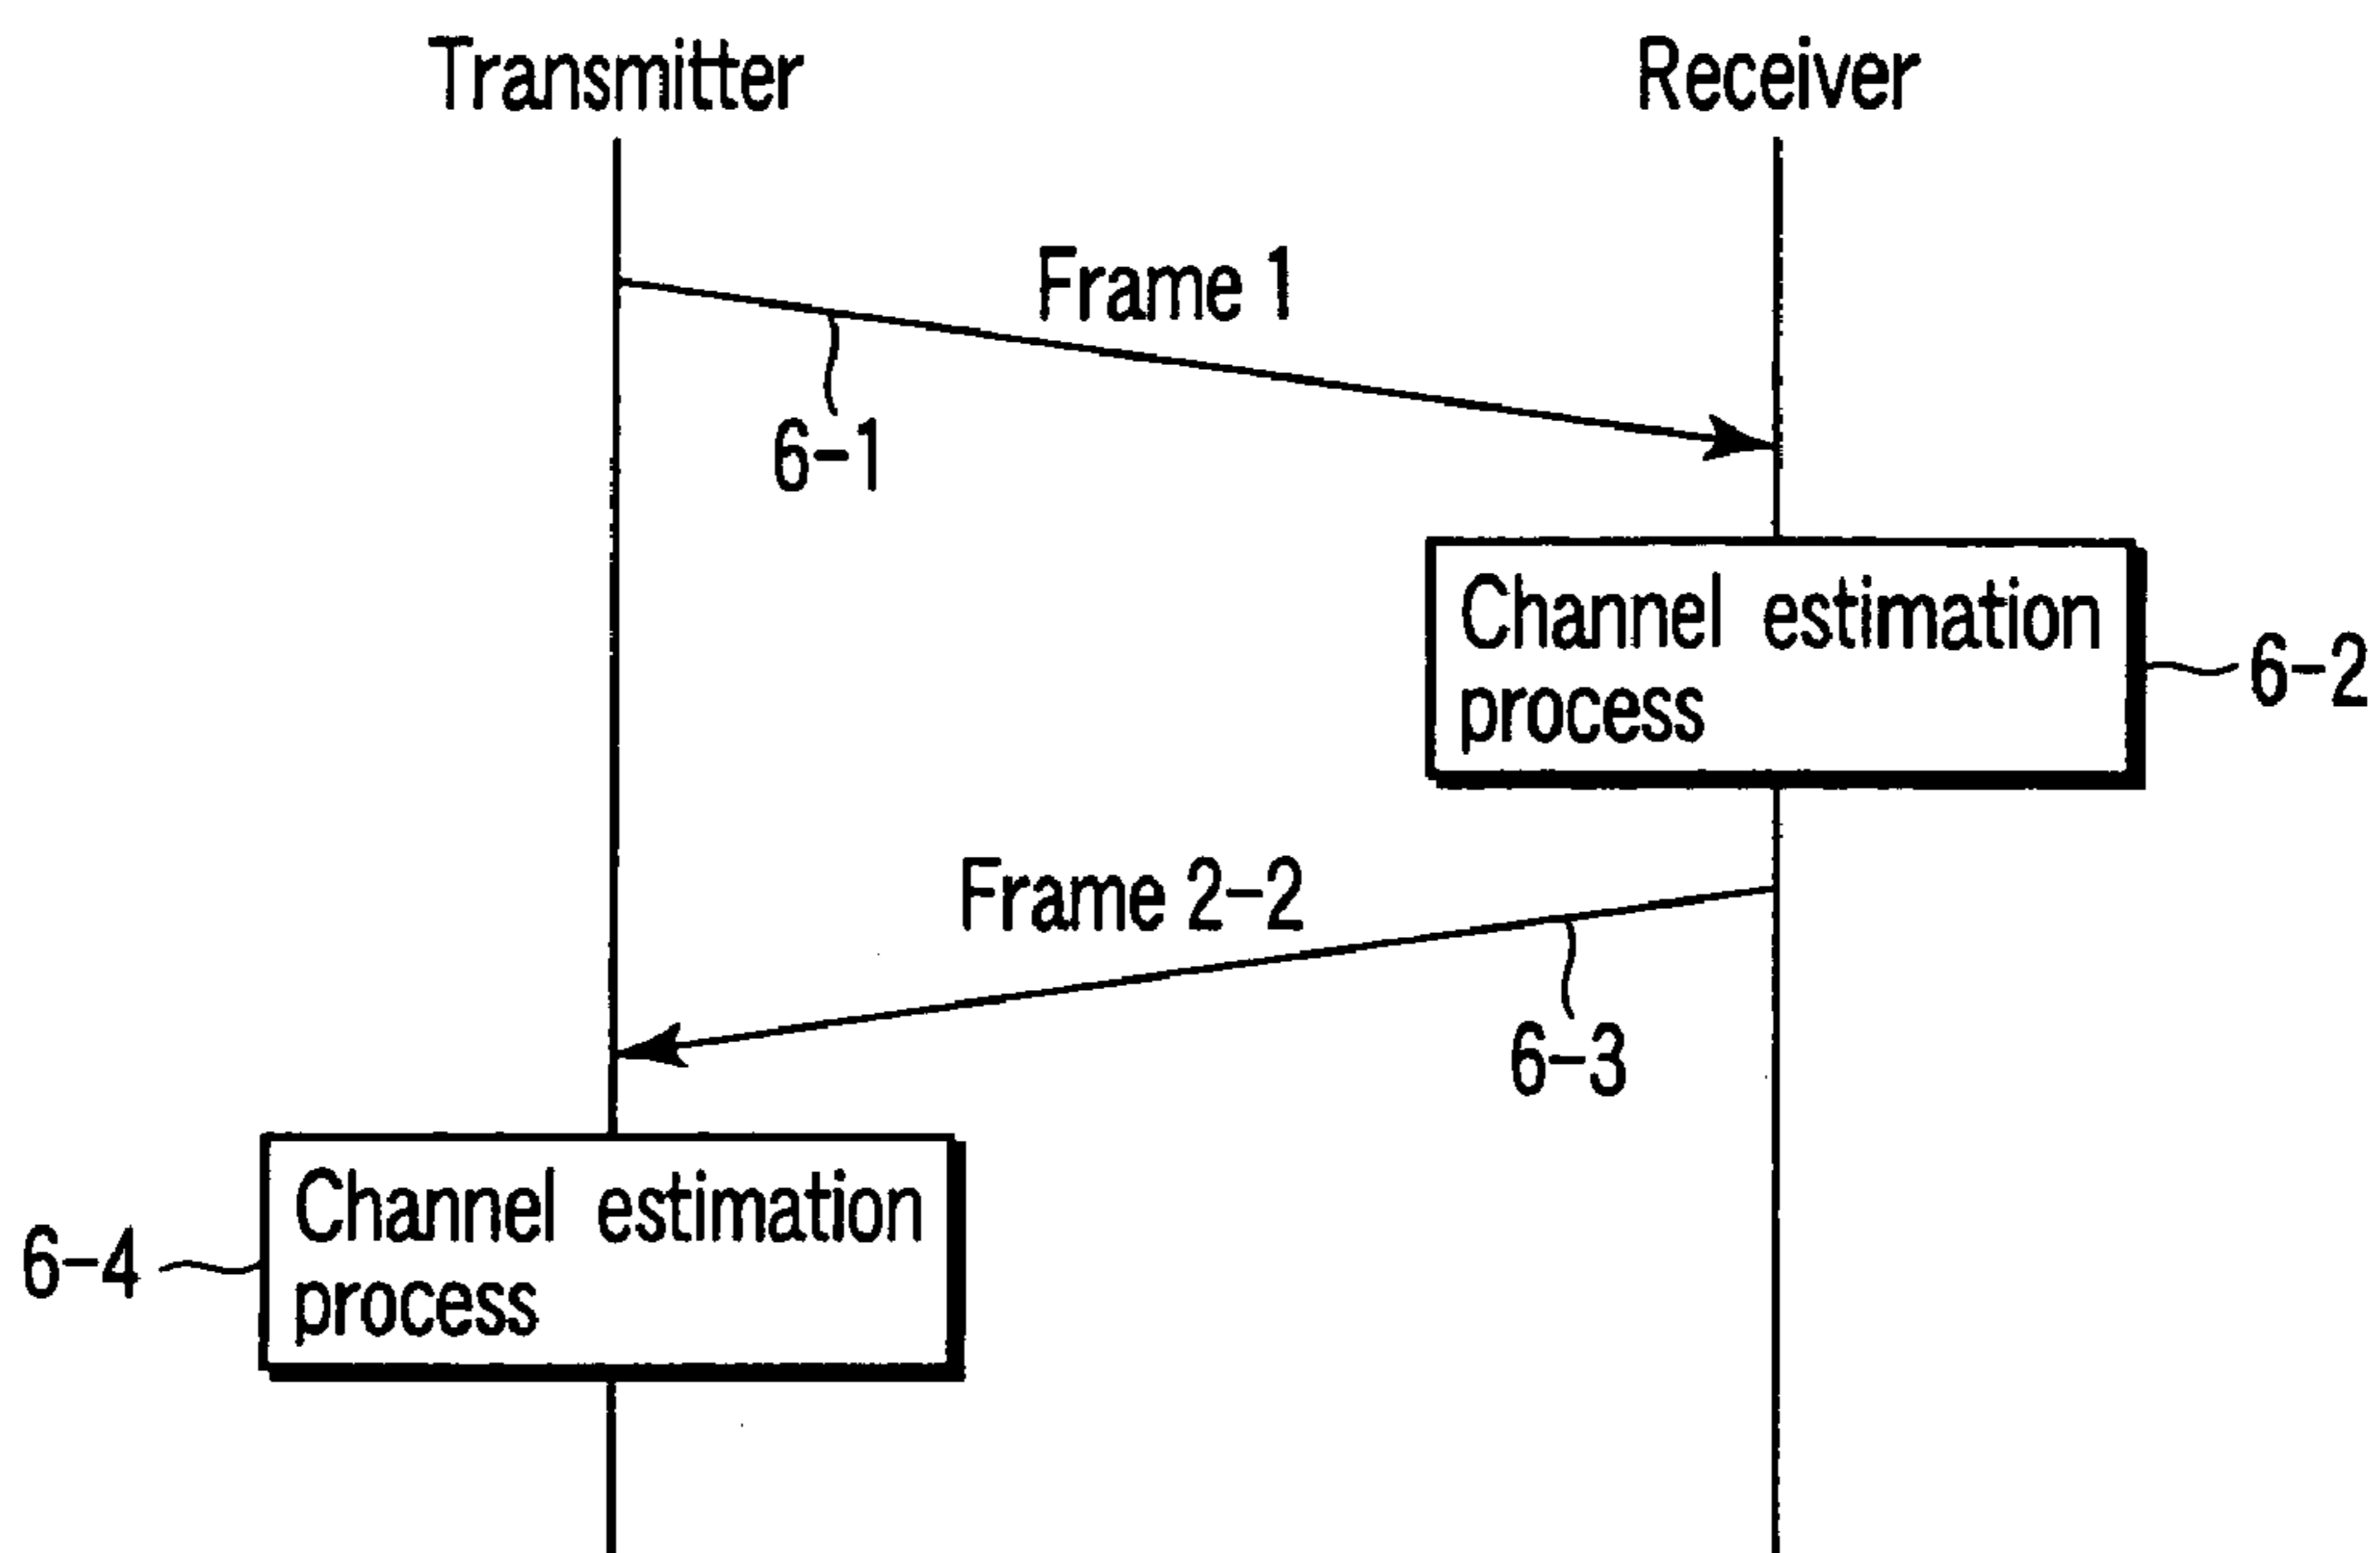 Transmitter
Receiver
Frame 1
6-1
Channel estimation
process
6-2
Frame 2-2
6-3
Channel estimation
process
6-4